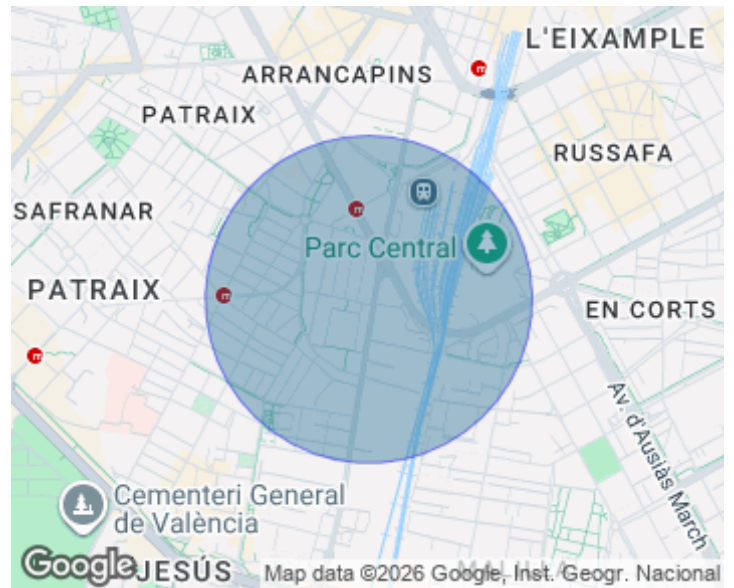 L'EIXAMPLE
ARRANCAPINS
PATRAIX
RUSSAFA
SAFRANAR
Parc Central
PATRAIX
EN CORTS
Av. d'Ausiàs March
Cementeri General
de València
Google
JESÚS
Map data ©2026 Google, Inst. Geogr. Nacional